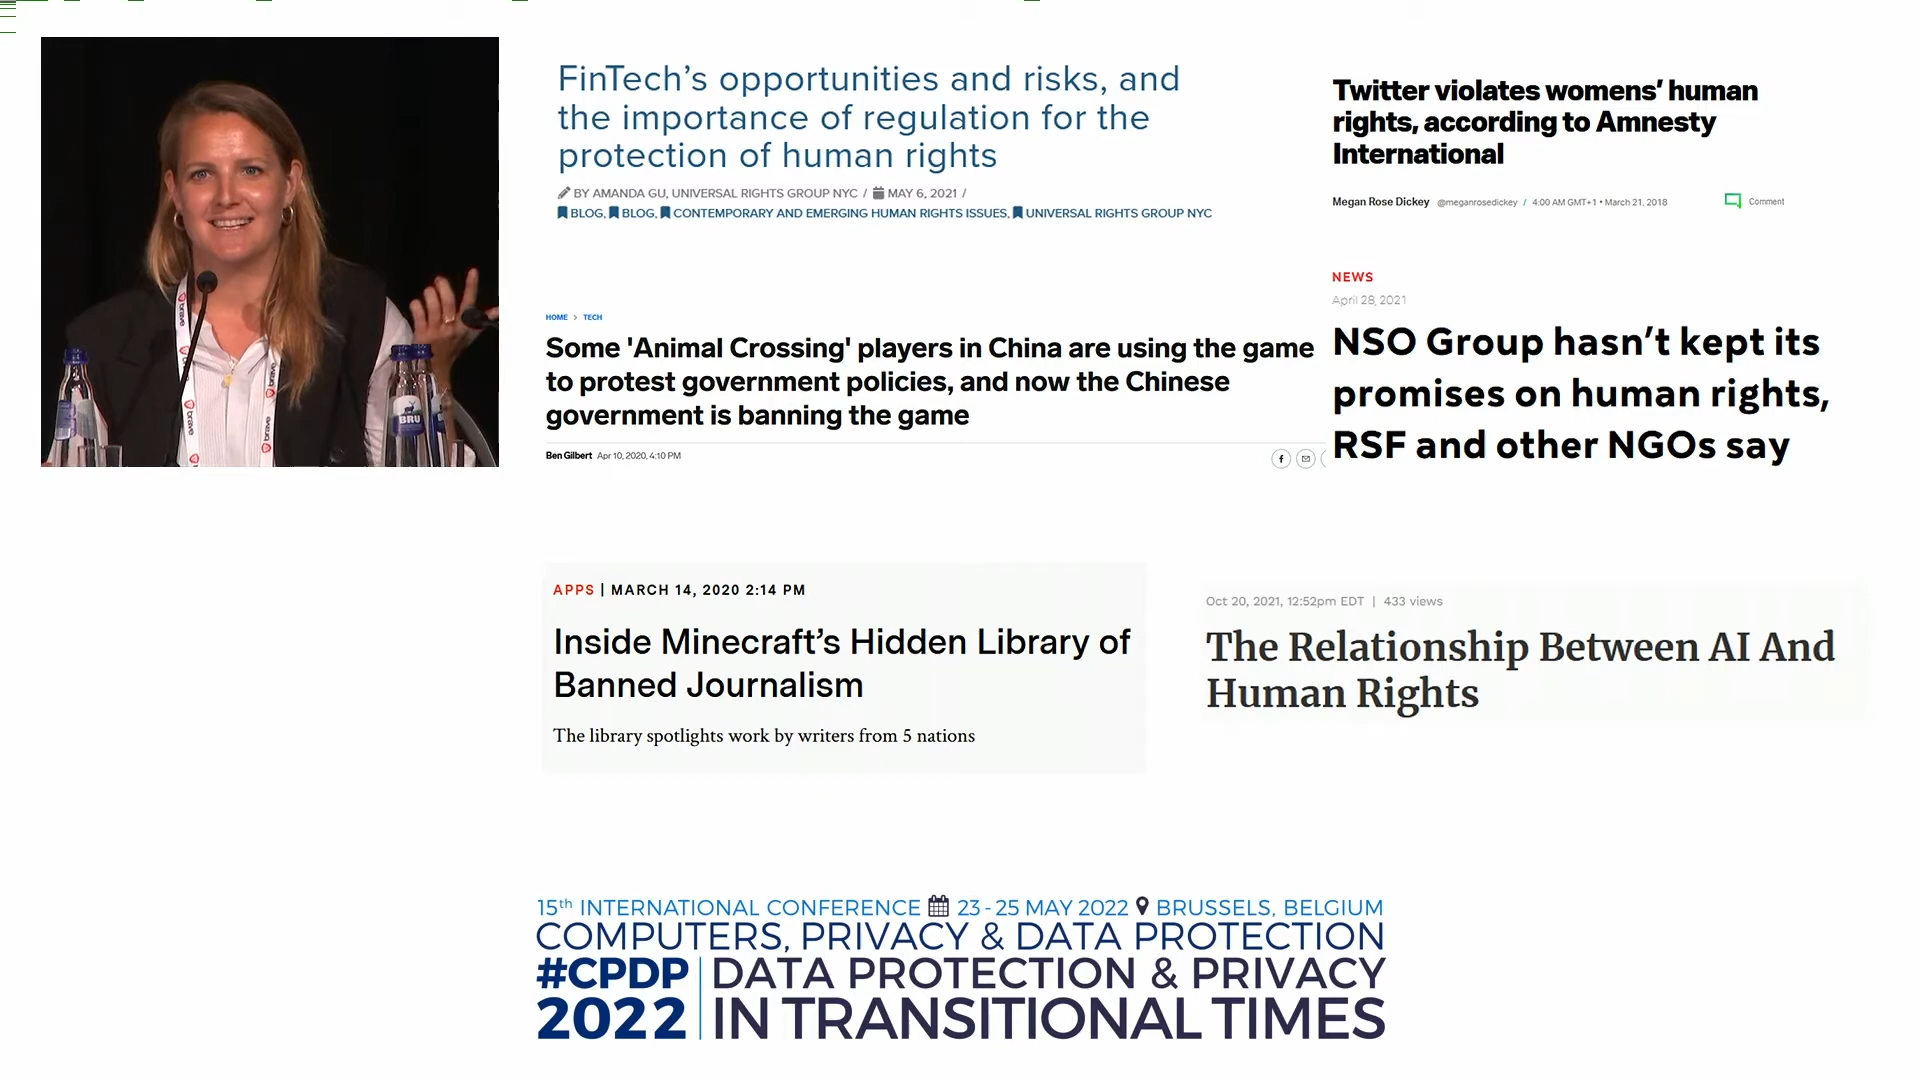 FinTech's opportunities and risks, and
the importance of regulation for the
protection of human rights
BY AMANDA GU, UNIVERSAL RIGHTS GROUP NYC / MAY 6, 2021 /
BLOG, BLOG, CONTEMPORARY AND EMERGING HUMAN RIGHTS ISSUES, UNIVERSAL RIGHTS GROUP NYC
Twitter violates womens' human
rights, according to Amnesty
International
Megan Rose Dickey @meganrosedickey / 4:00 AM GMT+1 • March 21, 2018 Comment
HOME > TECH
Some 'Animal Crossing' players in China are using the game
to protest government policies, and now the Chinese
government is banning the game
Ben Gilbert Apr 10, 2020, 4:10 PM
NEWS
April 28, 2021
NSO Group hasn't kept its
promises on human rights,
RSF and other NGOs say
brave
brave
brave
brave
BRU
APPS | MARCH 14, 2020 2:14 PM
Inside Minecraft's Hidden Library of
Banned Journalism
The library spotlights work by writers from 5 nations
Oct 20, 2021, 12:52pm EDT | 433 views
The Relationship Between AI And
Human Rights
15th INTERNATIONAL CONFERENCE 23-25 MAY 2022 BRUSSELS, BELGIUM
COMPUTERS, PRIVACY & DATA PROTECTION
#CPDP DATA PROTECTION & PRIVACY
2022 IN TRANSITIONAL TIMES